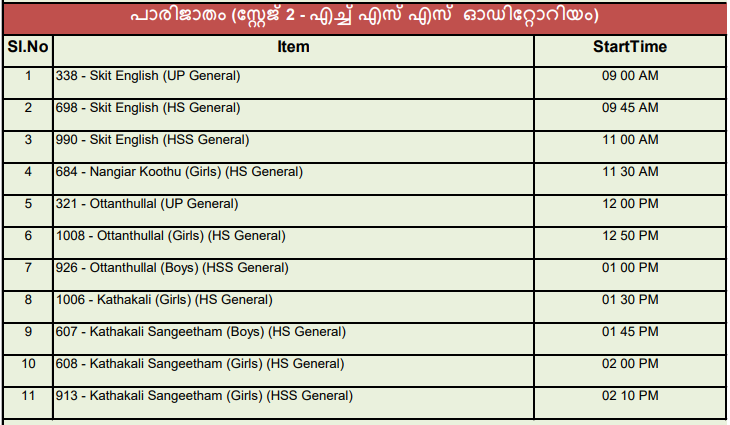 പാരിജാതം (സ്റ്റേജ് 2 - എച്ച് എസ് എസ് ഓഡിറ്റോറിയം)
Sl.No Item StartTime
1 338 - Skit English (UP General) 09 00 AM
2 698 - Skit English (HS General) 09 45 AM
3 990 - Skit English (HSS General) 11 00 AM
4 684 - Nangiar Koothu (Girls) (HS General) 11 30 AM
5 321 - Ottanthullal (UP General) 12 00 PM
6 1008 - Ottanthullal (Girls) (HS General) 12 50 PM
7 926 - Ottanthullal (Boys) (HSS General) 01 00 PM
8 1006 - Kathakali (Girls) (HS General) 01 30 PM
9 607 - Kathakali Sangeetham (Boys) (HS General) 01 45 PM
10 608 - Kathakali Sangeetham (Girls) (HS General) 02 00 PM
11 913 - Kathakali Sangeetham (Girls) (HSS General) 02 10 PM